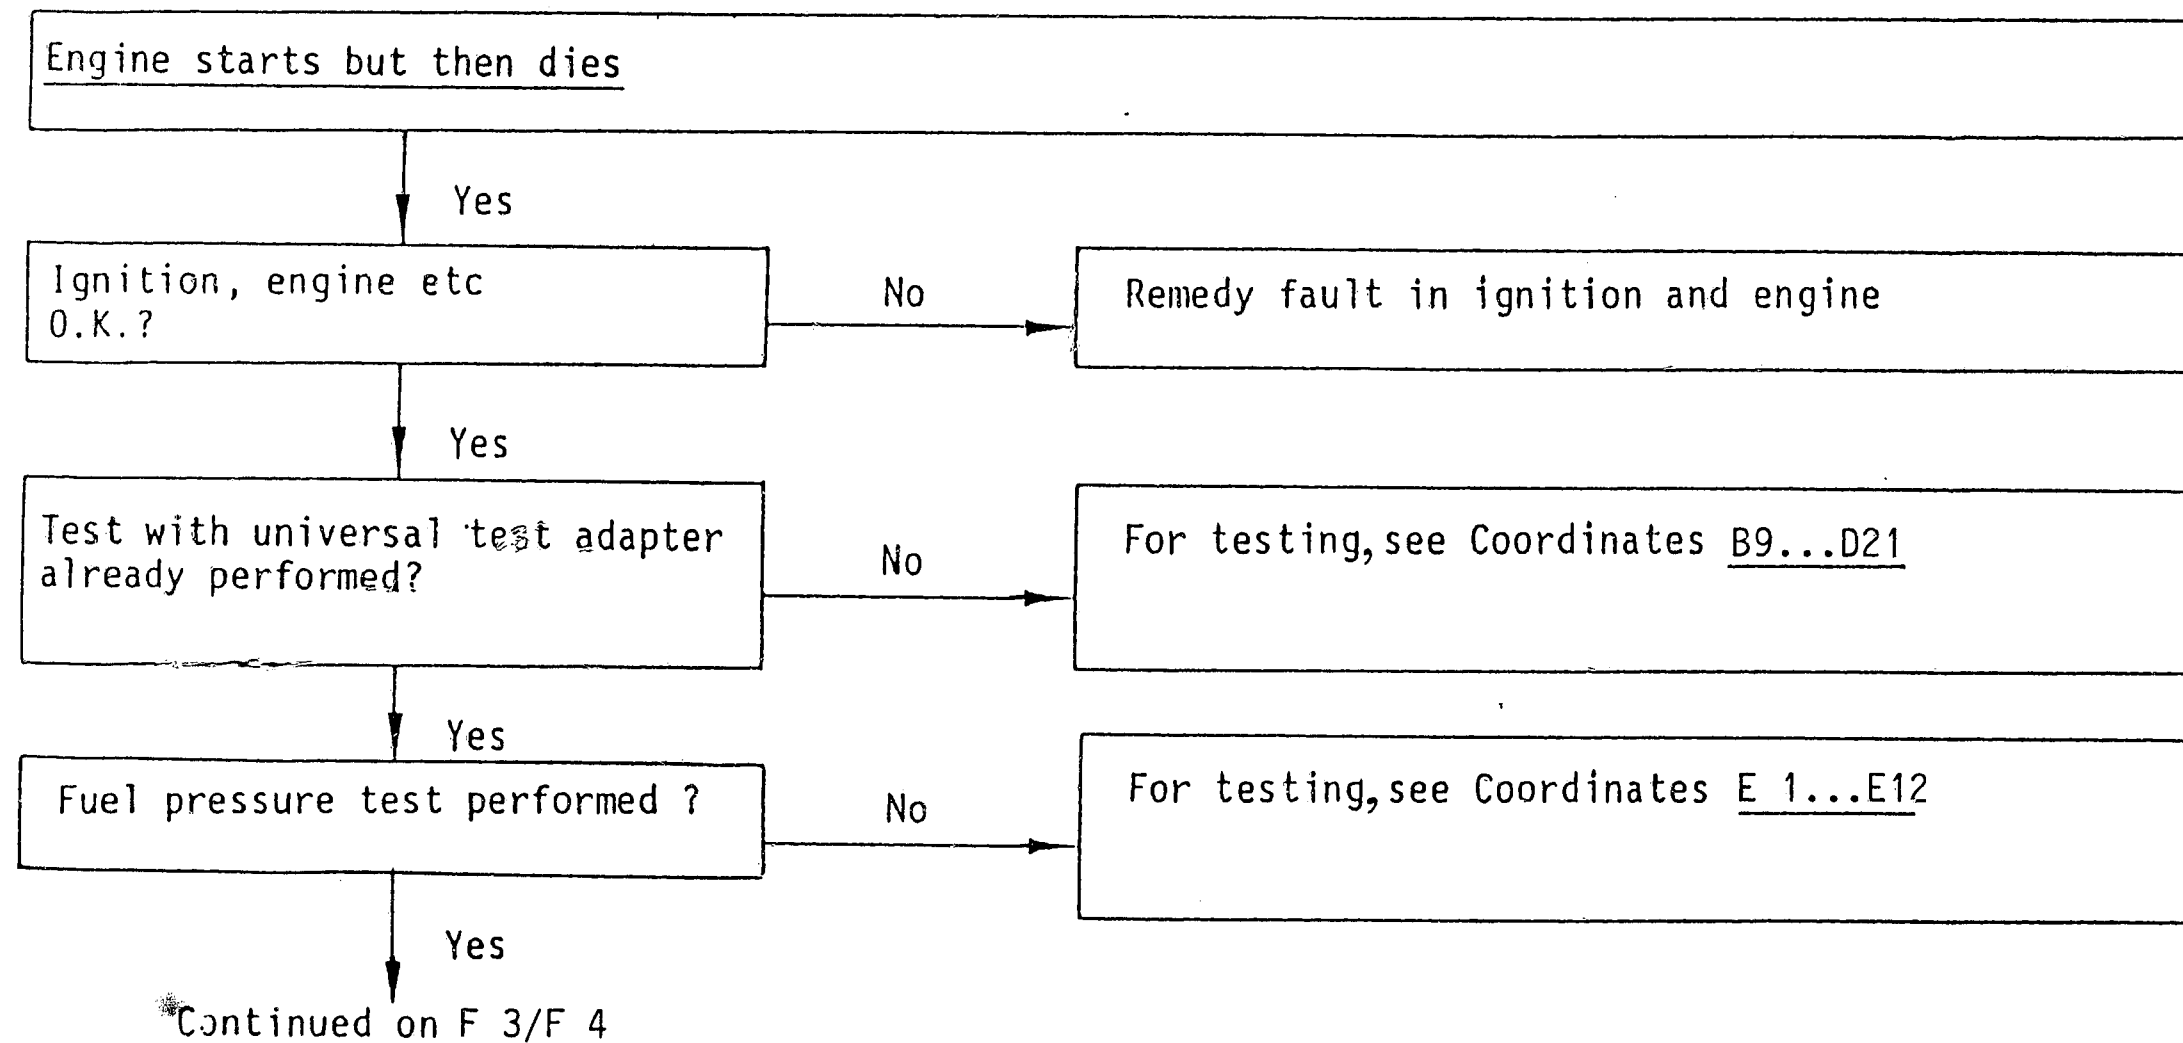 Engine starts but then dies
Yes
Ignition, engine etc
O.K.?
No
Remedy fault in ignition and engine
Yes
Test with universal test adapter
already performed?
No
For testing, see Coordinates B9...D21
Yes
Fuel pressure test performed ?
No
For testing, see Coordinates E 1...E12
Yes
Continued on F 3/F 4